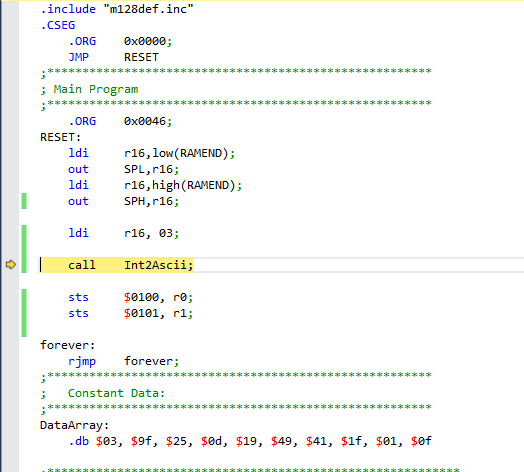 .include "m128def.inc"
.CSEG
.ORG 0x0000;
JMP RESET
;*******************************************************
; Main Program
;*******************************************************
.ORG 0x0046;
RESET:
ldi r16,low(RAMEND);
out SPL,r16;
ldi r16,high(RAMEND);
out SPH,r16;
ldi r16, 03;
call Int2Ascii;
sts $0100, r0;
sts $0101, r1;
forever:
rjmp forever;
;*******************************************************
; Constant Data:
;*******************************************************
DataArray:
.db $03, $9f, $25, $0d, $19, $49, $41, $1f, $01, $0f
;*******************************************************